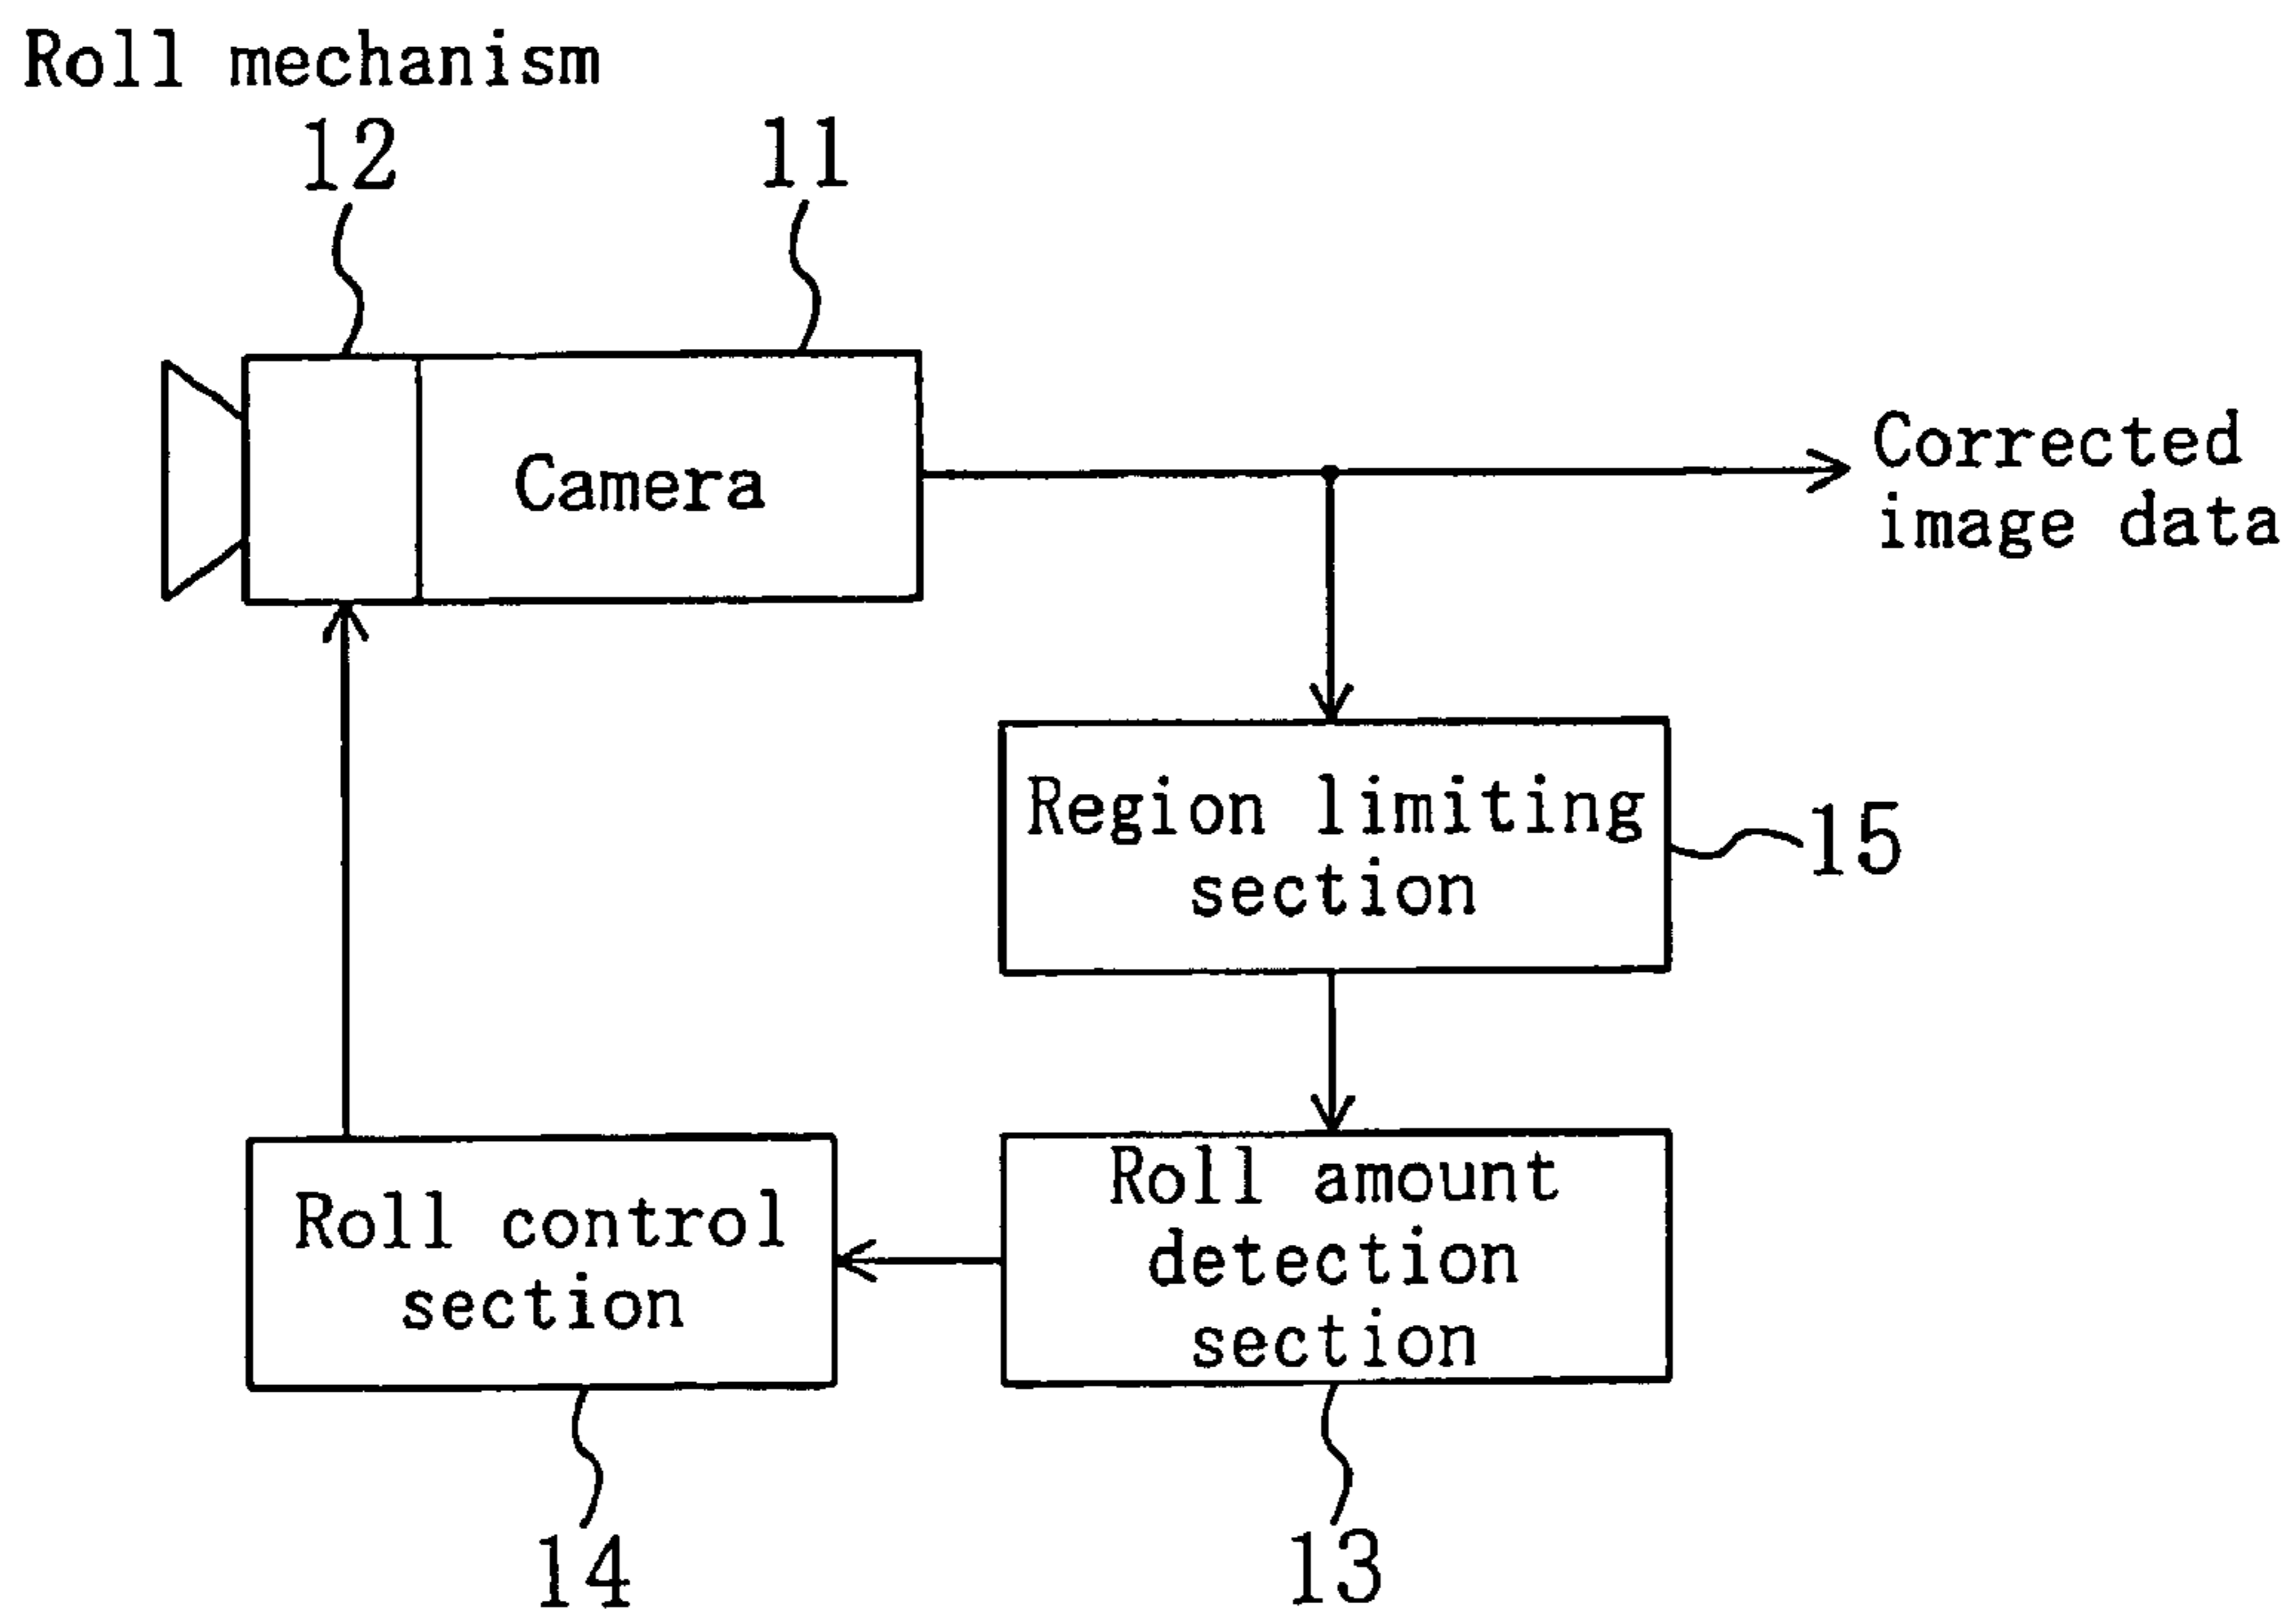 Roll mechanism
12
11
Camera
Corrected
image data
Region limiting
section
15
Roll control
section
Roll amount
detection
section
14
13